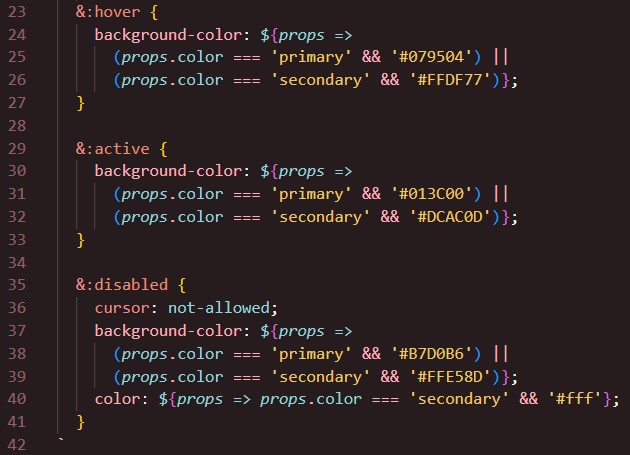 23 &:hover {
24 background-color: ${props =>
25 (props.color === 'primary' && '#079504') ||
26 (props.color === 'secondary' && '#FFDF77')};
27 }
28
29 &:active {
30 background-color: ${props =>
31 (props.color === 'primary' && '#013C00') ||
32 (props.color === 'secondary' && '#DCAC0D')};
33 }
34
35 &:disabled {
36 cursor: not-allowed;
37 background-color: ${props =>
38 (props.color === 'primary' && '#B7D0B6') ||
39 (props.color === 'secondary' && '#FFE58D')};
40 color: ${props => props.color === 'secondary' && '#fff'};
41 }
42 `